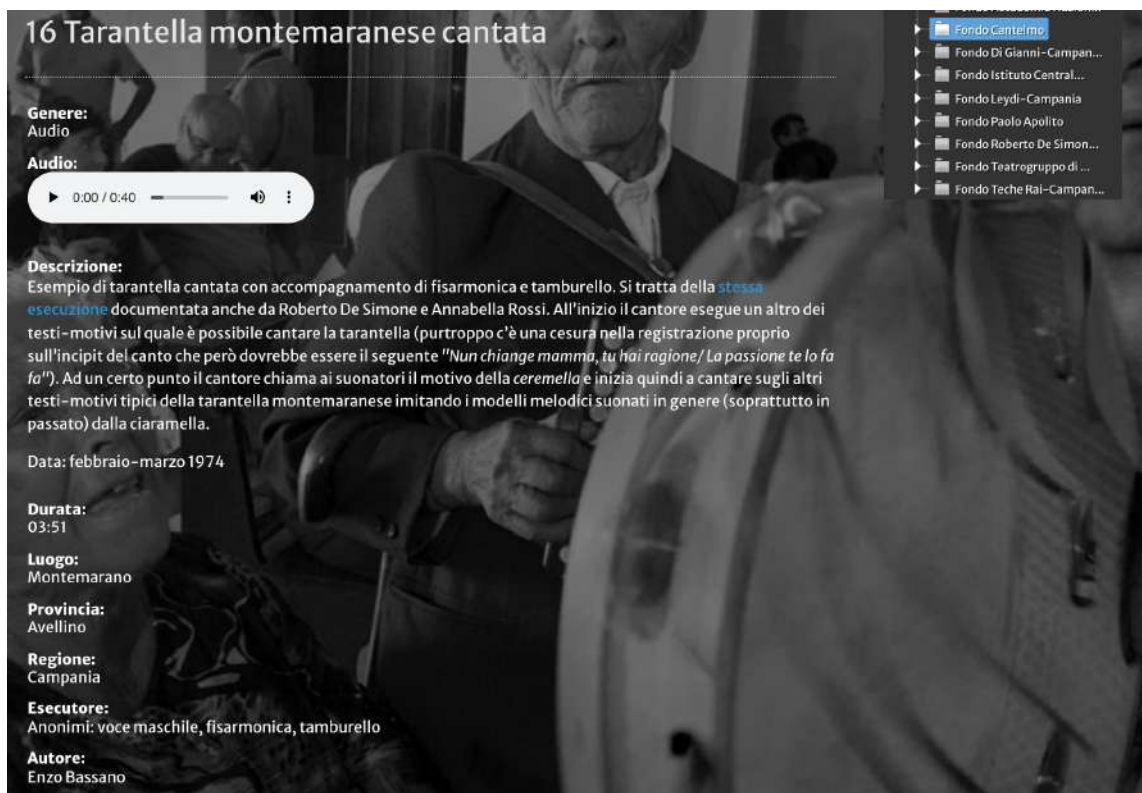 16 Tarantella montemaranese cantata
Genere:
Audio
Audio:
0:00 / 0:40
Descrizione:
Esempio di tarantella cantata con accompagnamento di fisarmonica e tamburello. Si tratta della stessa
esecuzione documentata anche da Roberto De Simone e Annabella Rossi. All'inizio il cantore esegue un altro dei
testi-motivi sul quale è possibile cantare la tarantella (purtroppo c'è una cesura nella registrazione proprio
sull'incipit del canto che però dovrebbe essere il seguente "Nun chiange mamma, tu hai ragione/ La passione te lo fa
fa"). Ad un certo punto il cantore chiama ai suonatori il motivo della ceremella e inizia quindi a cantare sugli altri
testi-motivi tipici della tarantella montemaranese imitando i modelli melodici suonati in genere (soprattutto in
passato) dalla ciaramella.
Data: febbraio-marzo 1974
Durata:
03:51
Luogo:
Montemarano
Provincia:
Avellino
Regione:
Campania
Esecutore:
Anonimi: voce maschile, fisarmonica, tamburello
Autore:
Enzo Bassano
Fondo Cantelmo
Fondo Di Gianni-Campan...
Fondo Istituto Central...
Fondo Leydi-Campania
Fondo Paolo Apolito
Fondo Roberto De Simon...
Fondo Teatrogruppo di ...
Fondo Teche Rai-Campan...